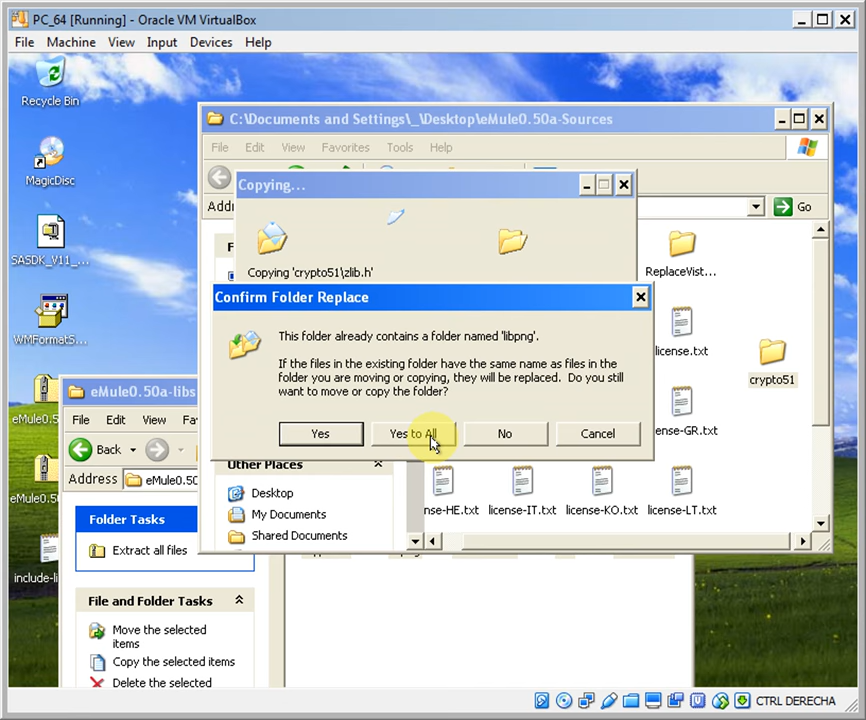 PC_64 [Running] - Oracle VM VirtualBox
File Machine View Input Devices Help
Recycle Bin
MagicDisc
SASDK_V11_...
WMFormatS...
eMule0.5
eMule0.5
include-li
C:\Documents and Settings\_\Desktop\eMule0.50a-Sources
File Edit View Favorites Tools Help
Go
Copying...
Copying 'crypto51\zlib.h'
ReplaceVist...
license.txt
crypto51
Confirm Folder Replace
This folder already contains a folder named 'libpng'.
If the files in the existing folder have the same name as files in the
folder you are moving or copying, they will be replaced. Do you still
want to move or copy the folder?
Yes Yes to All No Cancel
Other Places
Desktop
My Documents
Shared Documents
nse-HE.txt license-IT.txt license-KO.txt license-LT.txt
eMule0.50a-libs
File Edit View Fa
Back
Address eMule0.50
Folder Tasks
Extract all files
File and Folder Tasks
Move the selected
items
Copy the selected items
Delete the selected
CTRL DERECHA